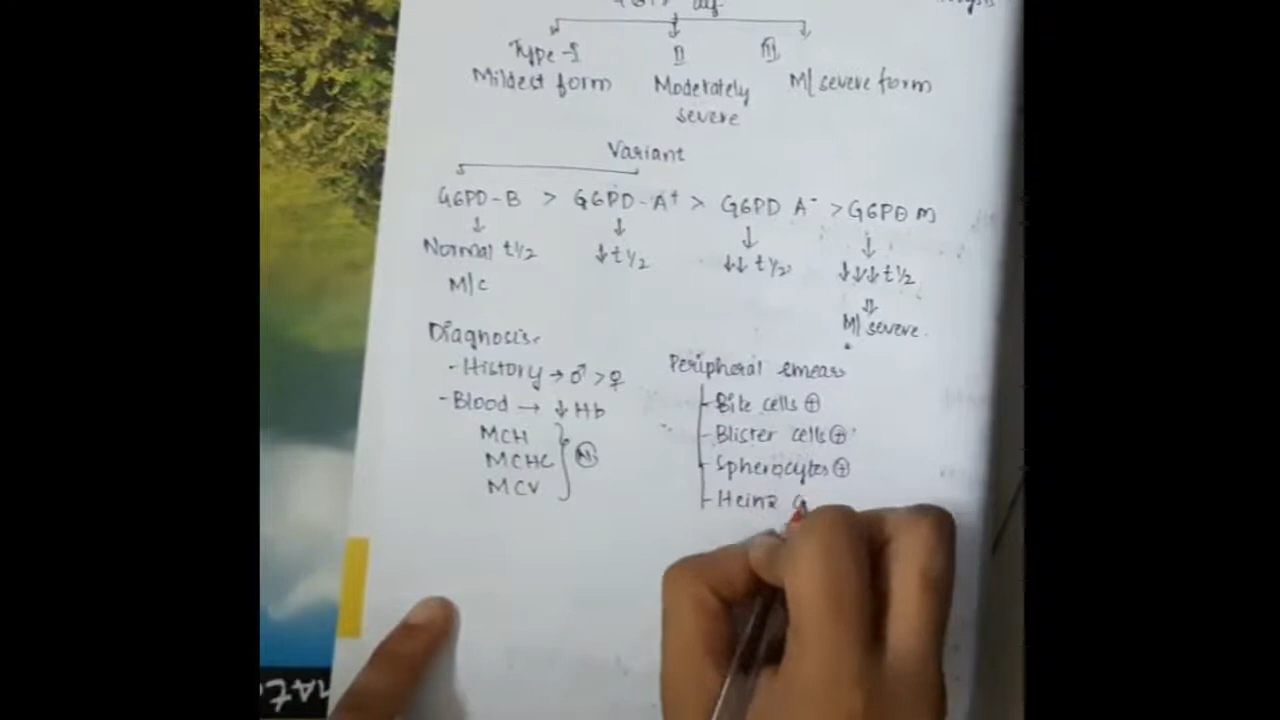 Type-I II III
Mildest form Moderately severe M/severe form
Variant
G6PD-B > G6PD-A+ > G6PD A- > G6PD M
↓ ↓ ↓ ↓
Normal t1/2 ↓t1/2 ↓↓ t1/2 ↓↓↓t1/2
M/c ⇓
M/severe.
Diagnosis.
- History → ♂ > ♀
- Blood → ↓ Hb
MCH
MCHC } (N)
MCV
Peripheral smear
Bite cells ⊕
Blister cells ⊕
Spherocytes ⊕
Heinz